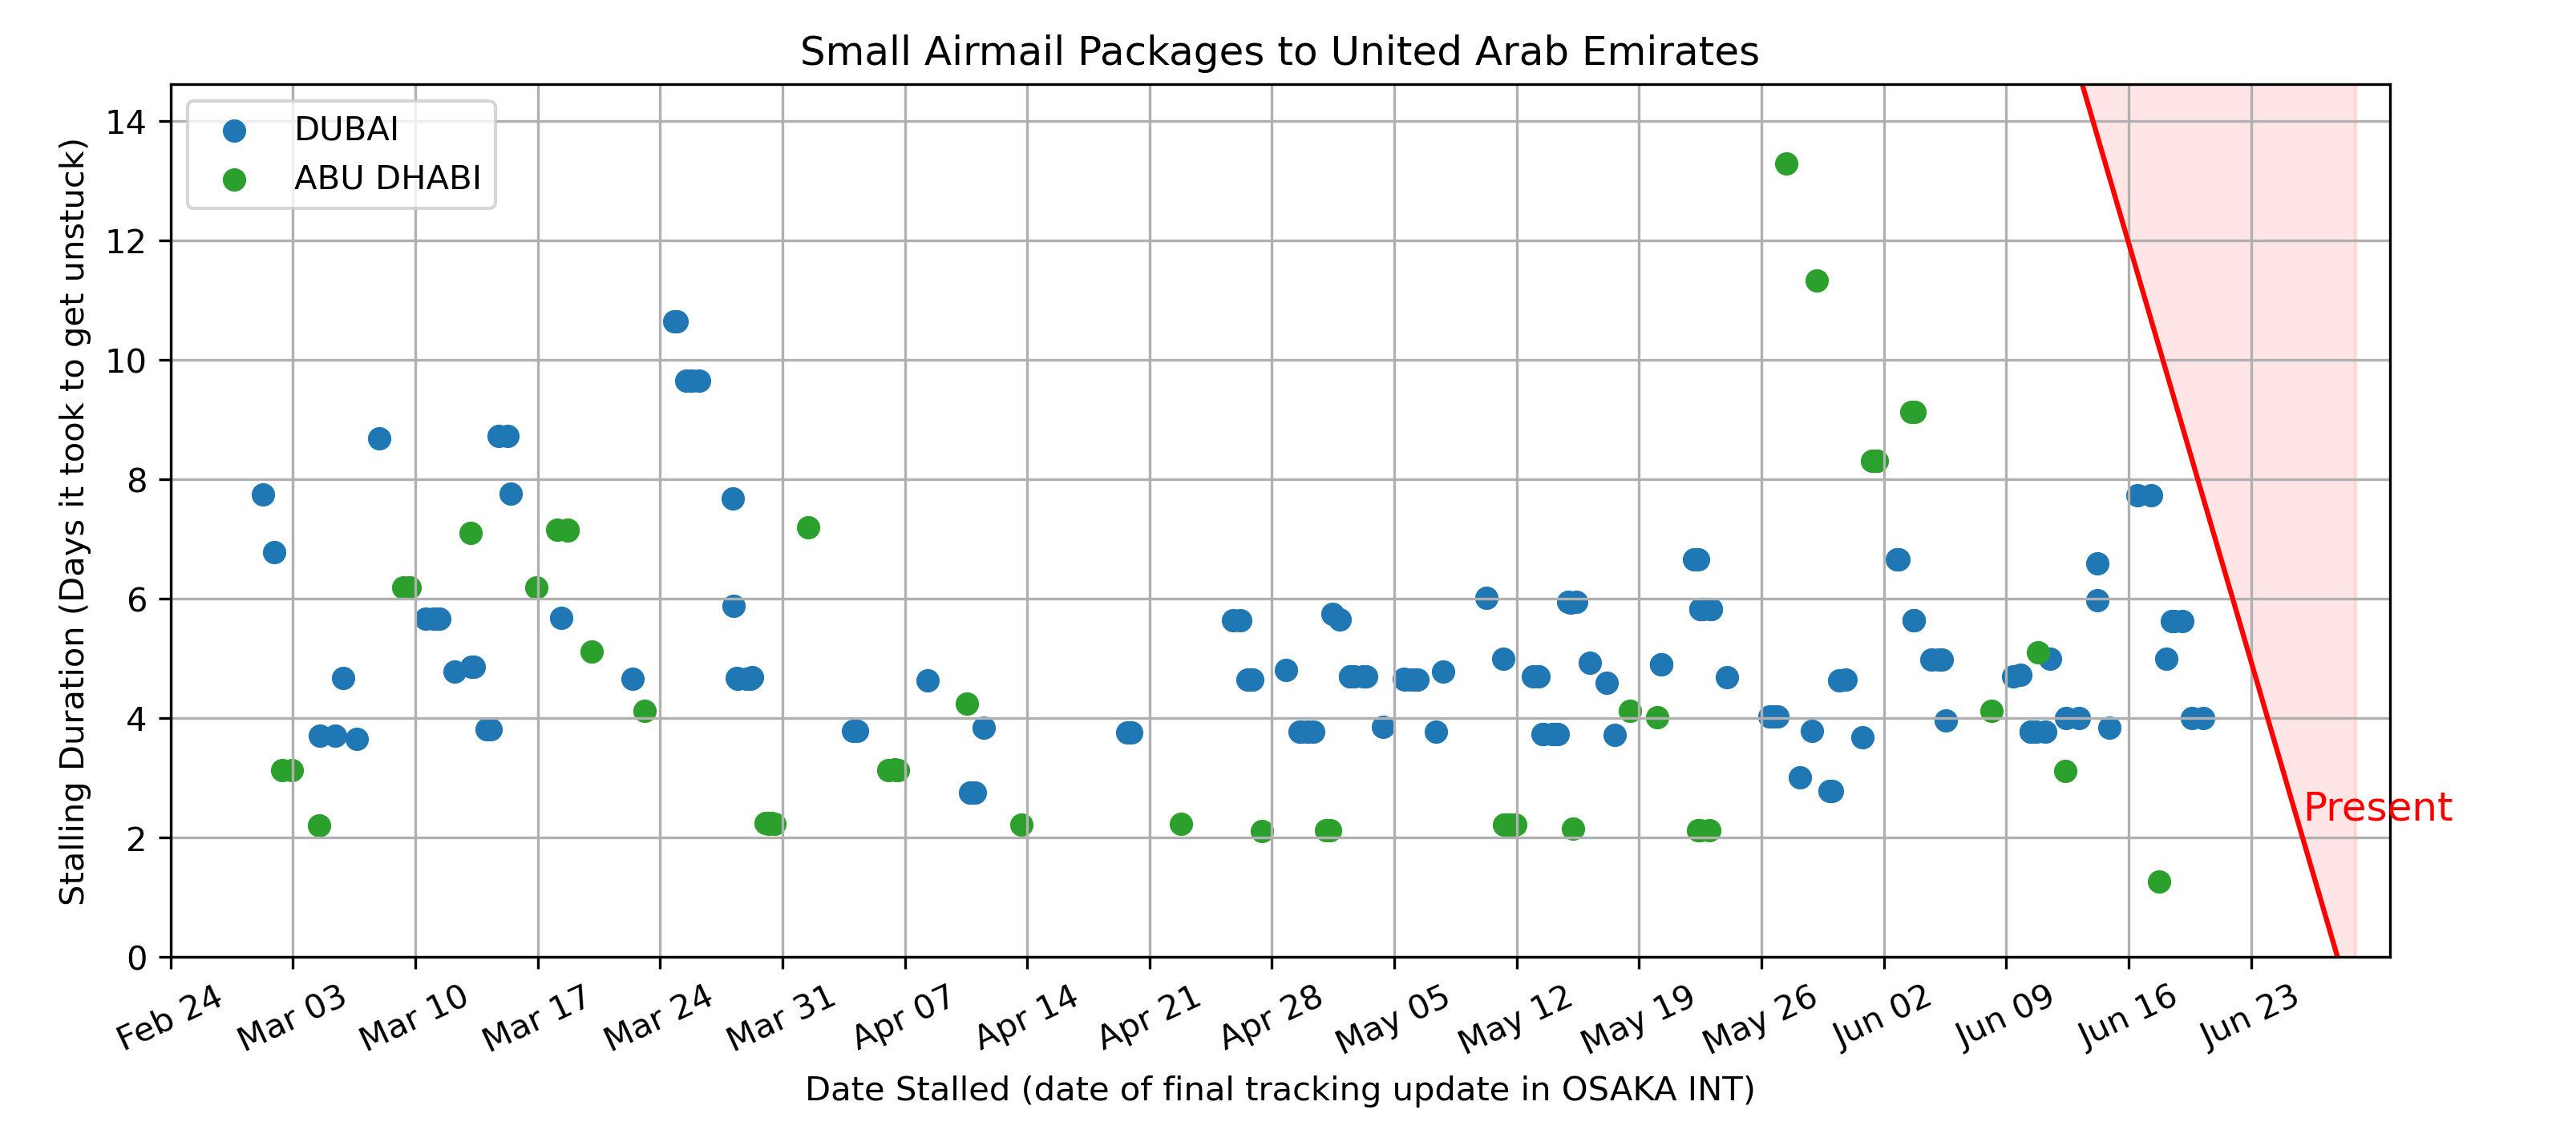 Small Airmail Packages to United Arab Emirates
DUBAI
ABU DHABI
Stalling Duration (Days it took to get unstuck)
14
12
10
8
6
4
2
0
Present
Feb 24
Mar 03
Mar 10
Mar 17
Mar 24
Mar 31
Apr 07
Apr 14
Apr 21
Apr 28
May 05
May 12
May 19
May 26
Jun 02
Jun 09
Jun 16
Jun 23
Date Stalled (date of final tracking update in OSAKA INT)